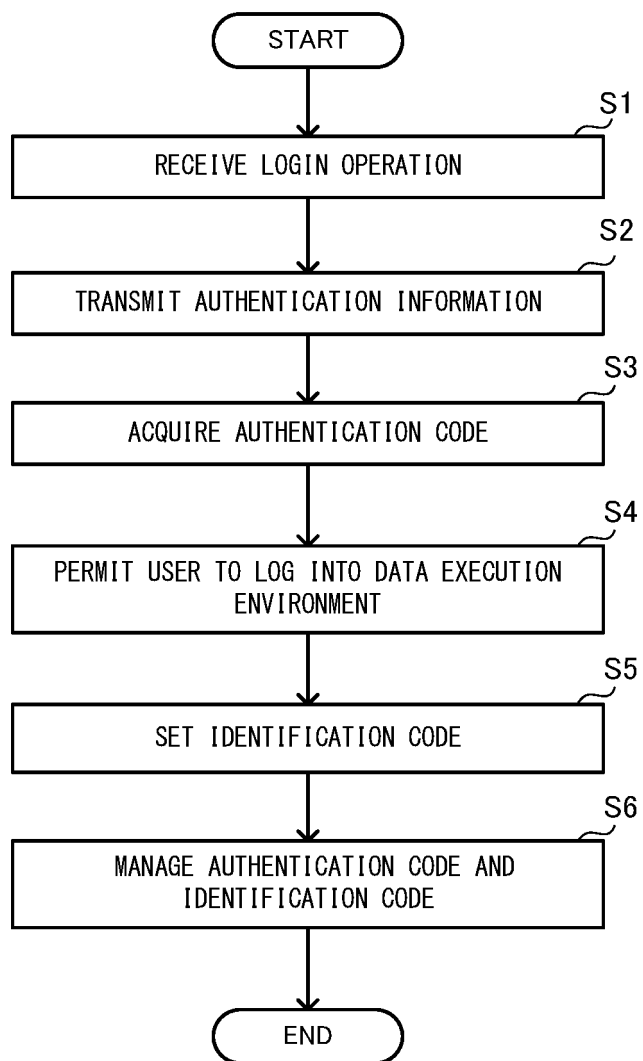 START
S1
RECEIVE LOGIN OPERATION
S2
TRANSMIT AUTHENTICATION INFORMATION
S3
ACQUIRE AUTHENTICATION CODE
S4
PERMIT USER TO LOG INTO DATA EXECUTION
ENVIRONMENT
S5
SET IDENTIFICATION CODE
S6
MANAGE AUTHENTICATION CODE AND
IDENTIFICATION CODE
END